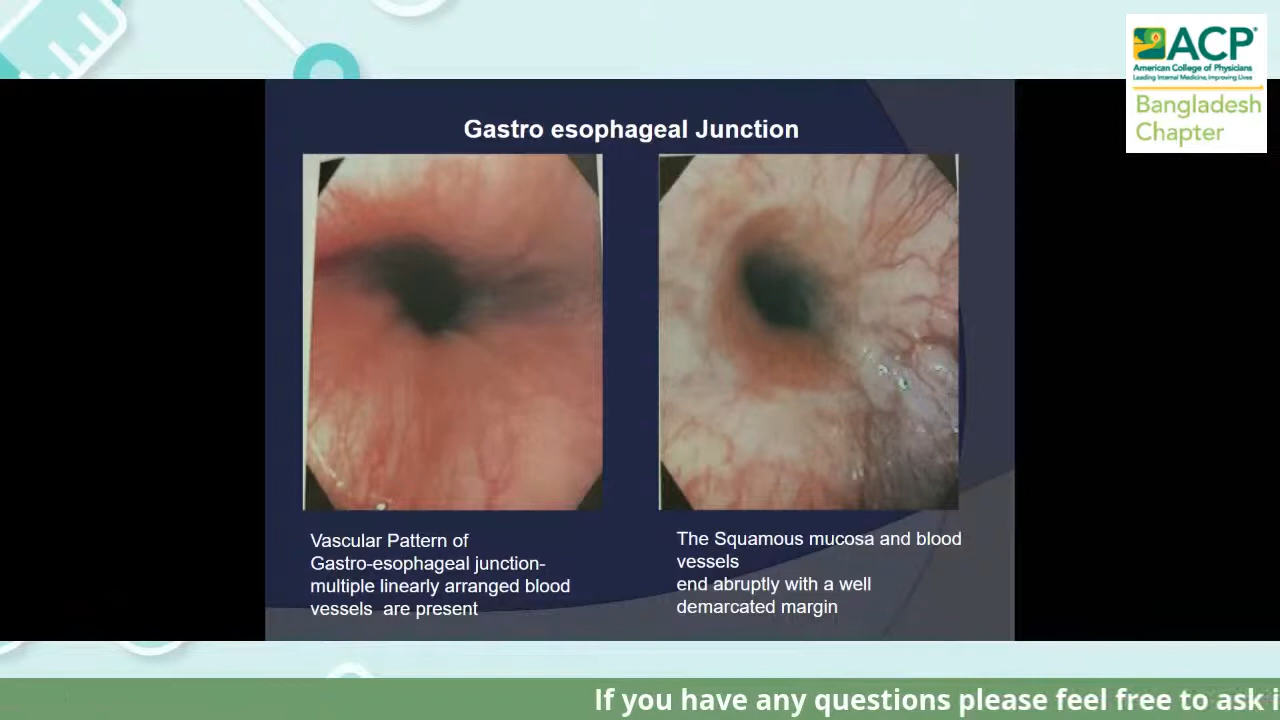 ACP
American College of Physicians
Leading Internal Medicine, Improving Lives
Bangladesh
Chapter
Gastro esophageal Junction
Vascular Pattern of
Gastro-esophageal junction-
multiple linearly arranged blood
vessels are present
The Squamous mucosa and blood
vessels
end abruptly with a well
demarcated margin
If you have any questions please feel free to ask i